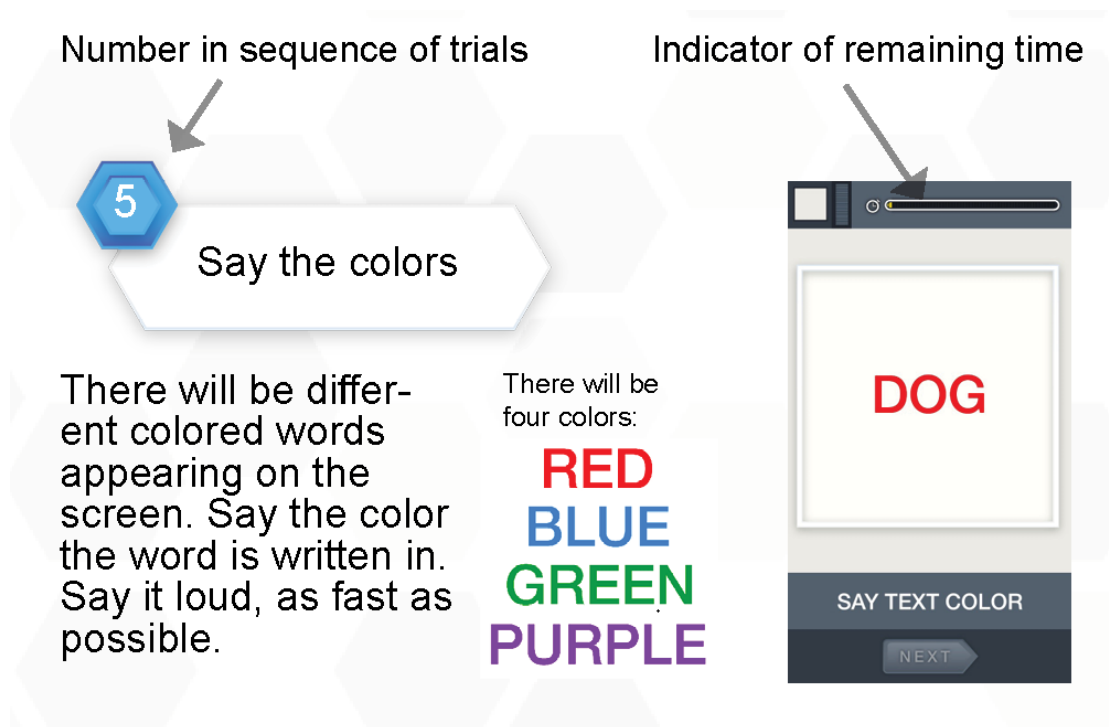 Number in sequence of trials
Indicator of remaining time
5
Say the colors
There will be differ-
ent colored words
appearing on the
screen. Say the color
the word is written in.
Say it loud, as fast as
possible.
There will be
four colors:
RED
BLUE
GREEN
PURPLE
DOG
SAY TEXT COLOR
NEXT